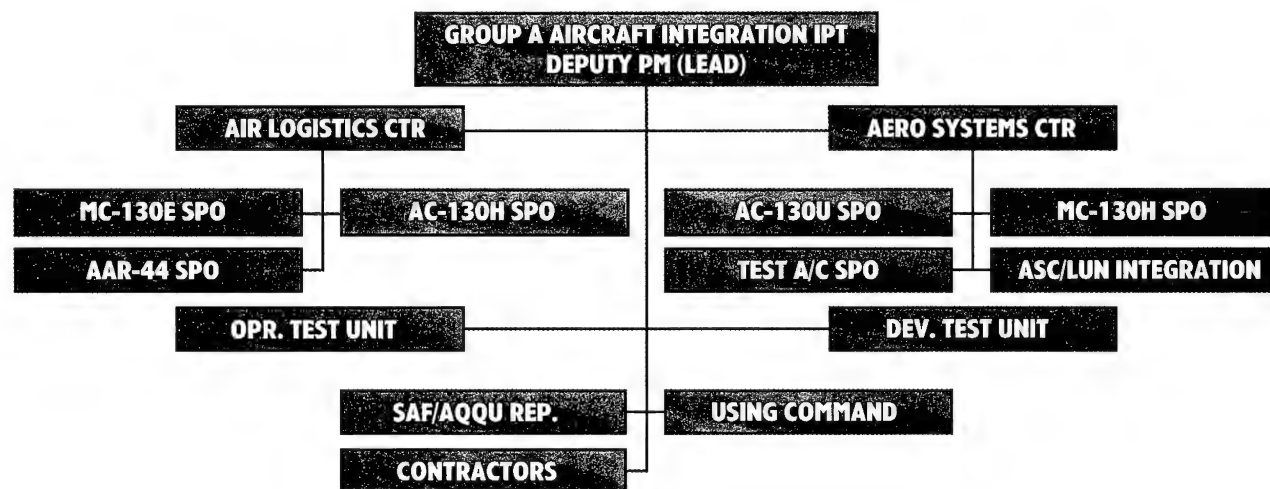 GROUP A AIRCRAFT INTEGRATION IPT
DEPUTY PM (LEAD)
AIR LOGISTICS CTR
AERO SYSTEMS CTR
MC-130E SPO
AC-130H SPO
AC-130U SPO
MC-130H SPO
AAR-44 SPO
TEST A/C SPO
ASC/LUN INTEGRATION
OPR. TEST UNIT
DEV. TEST UNIT
SAF/AQQU REP.
USING COMMAND
CONTRACTORS